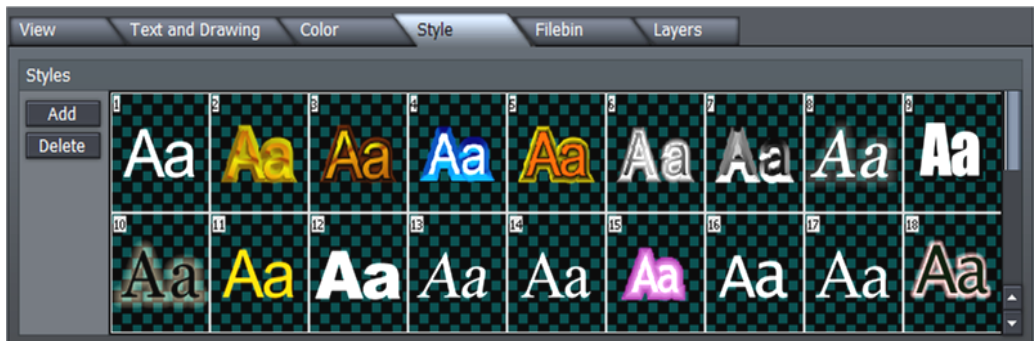 View Text and Drawing Color Style Filebin Layers
Styles
Add
Delete
1 2 3 4 5 6 7 8 9
Aa Aa Aa Aa Aa Aa Aa Aa Aa
10 11 12 13 14 15 16 17 18
Aa Aa Aa Aa Aa Aa Aa Aa Aa